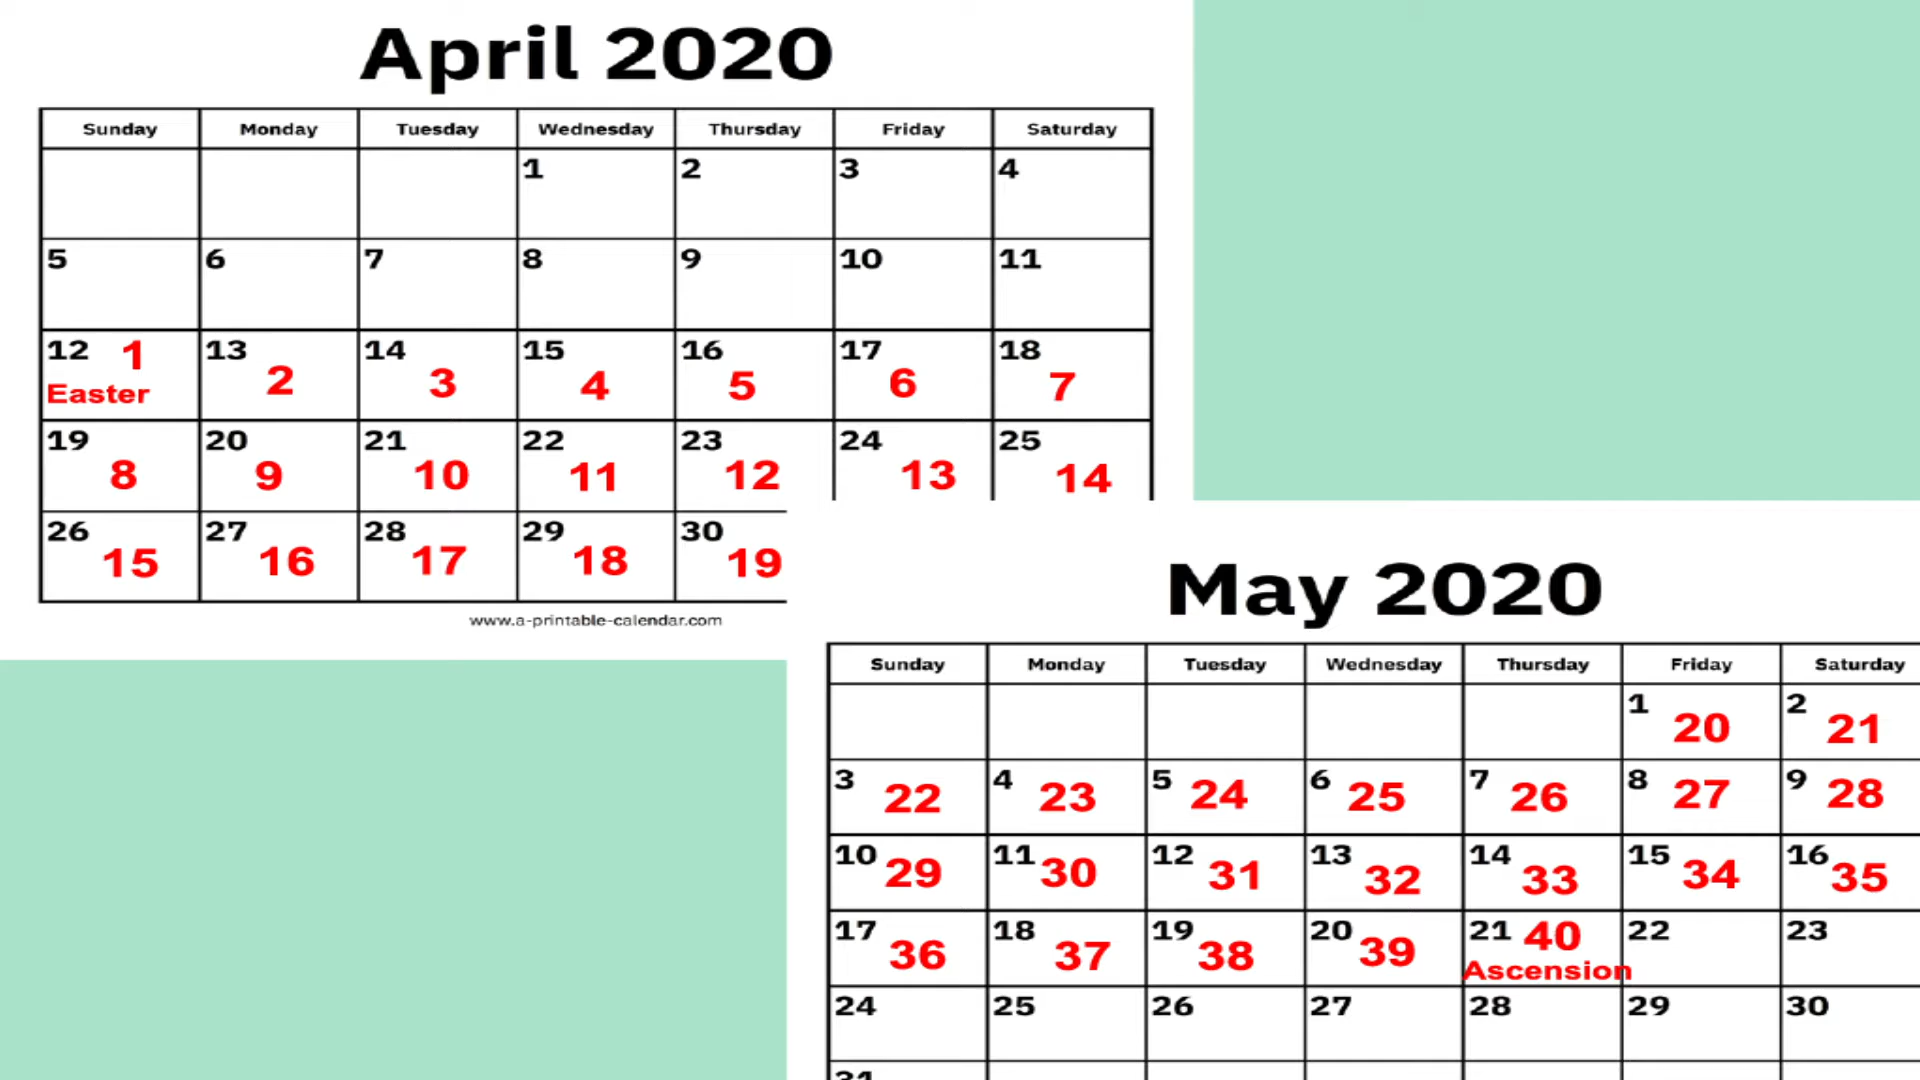 April 2020
Sunday Monday Tuesday Wednesday Thursday Friday Saturday
1 2 3 4
5 6 7 8 9 10 11
12 1 13 2 14 3 15 4 16 5 17 6 18 7
Easter
19 8 20 9 21 10 22 11 23 12 24 13 25 14
26 15 27 16 28 17 29 18 30 19
www.a-printable-calendar.com
May 2020
Sunday Monday Tuesday Wednesday Thursday Friday Saturday
1 20 2 21
3 22 4 23 5 24 6 25 7 26 8 27 9 28
10 29 11 30 12 31 13 32 14 33 15 34 16 35
17 36 18 37 19 38 20 39 21 40 22 23
Ascension
24 25 26 27 28 29 30
31